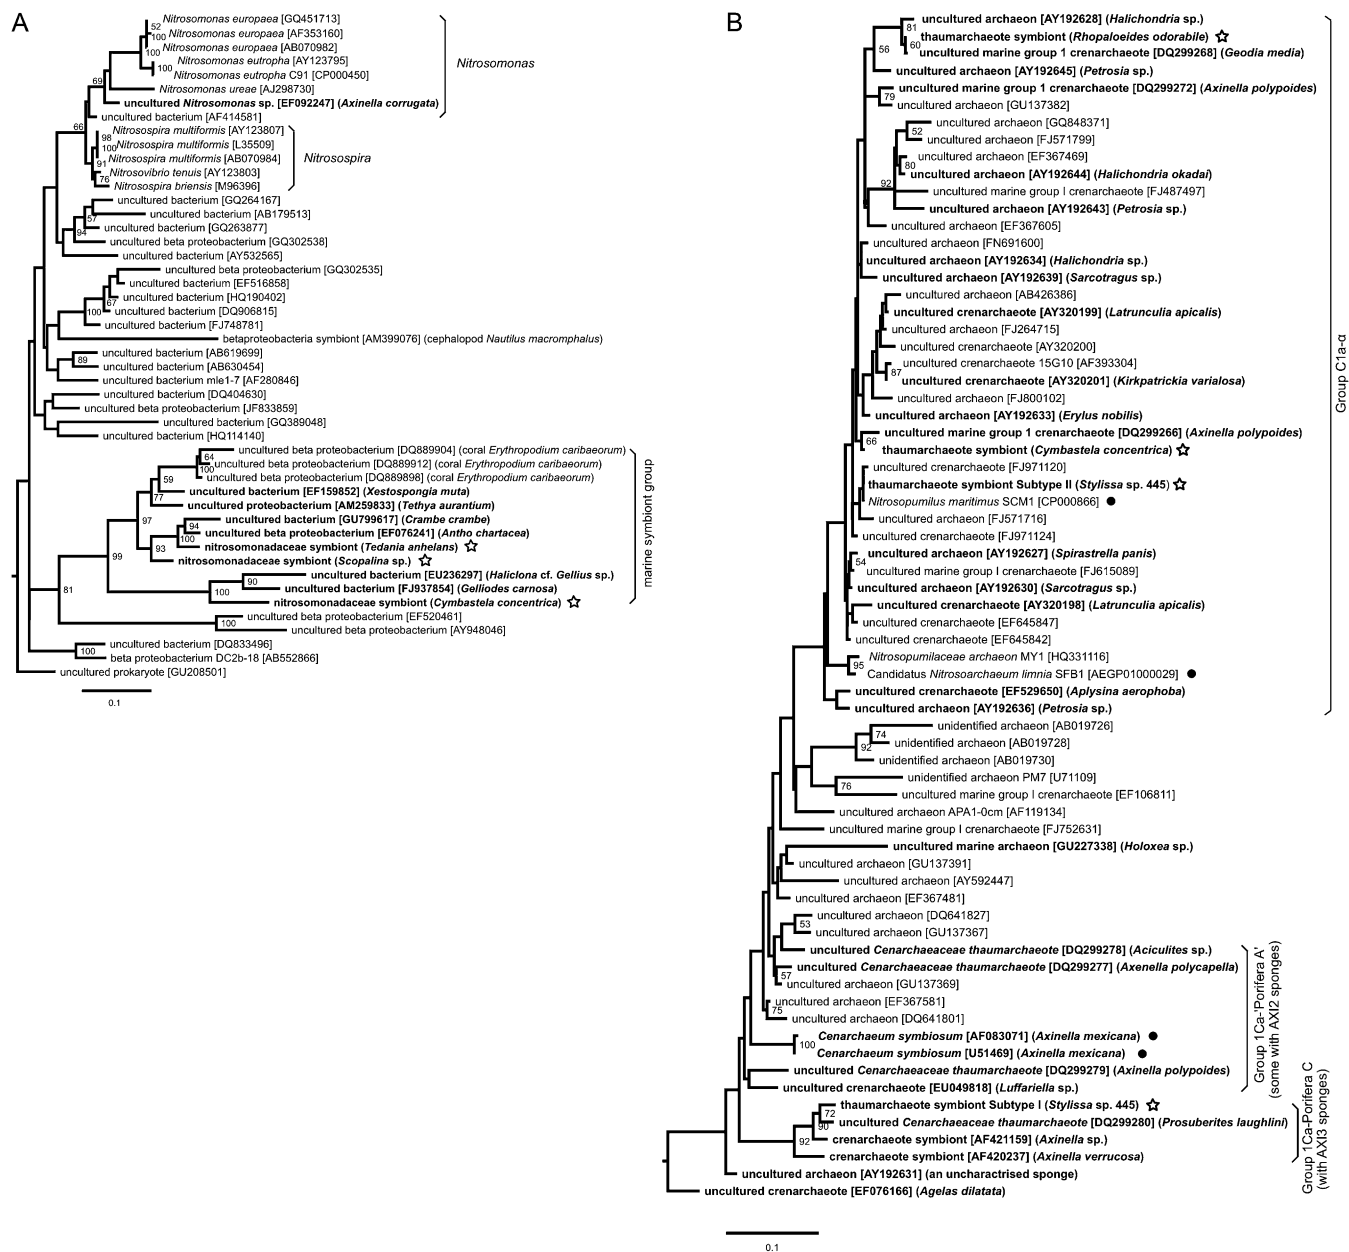 A
Nitrosomonas europaea [GQ451713]
52
Nitrosomonas europaea [AF353160]
100
Nitrosomonas europaea [AB070982]
100
Nitrosomonas eutropha [AY123795]
100
Nitrosomonas eutropha C91 [CP000450]
Nitrosomonas
69
Nitrosomonas ureae [AJ298730]
uncultured Nitrosomonas sp. [EF092247] (Axinella corrugata)
uncultured bacterium [AF414581]
66
Nitrosospira multiformis [AY123807]
98
Nitrosospira multiformis [L35509]
100
Nitrosospira multiformis [AB070984]
91
Nitrosospira
Nitrosovibrio tenuis [AY123803]
76
Nitrosospira briensis [M96396]
uncultured bacterium [GQ264167]
uncultured bacterium [AB179513]
57
uncultured bacterium [GQ263877]
94
uncultured beta proteobacterium [GQ302538]
uncultured bacterium [AY532565]
uncultured beta proteobacterium [GQ302535]
uncultured bacterium [EF516858]
uncultured bacterium [HQ190402]
67
uncultured bacterium [DQ906815]
100
uncultured bacterium [FJ748781]
betaproteobacteria symbiont [AM399076] (cephalopod Nautilus macromphalus)
uncultured bacterium [AB619699]
89
uncultured bacterium [AB630454]
uncultured bacterium mle1-7 [AF280846]
uncultured bacterium [DQ404630]
uncultured beta proteobacterium [JF833859]
uncultured bacterium [GQ389048]
uncultured bacterium [HQ114140]
uncultured beta proteobacterium [DQ889904] (coral Erythropodium caribaeorum)
64
uncultured beta proteobacterium [DQ889912] (coral Erythropodium caribaeorum)
100
uncultured beta proteobacterium [DQ889898] (coral Erythropodium caribaeorum)
59
uncultured bacterium [EF159852] (Xestospongia muta)
77
uncultured proteobacterium [AM259833] (Tethya aurantium)
97
uncultured bacterium [GU799617] (Crambe crambe)
94
uncultured beta proteobacterium [EF076241] (Antho chartacea)
100
nitrosomonadaceae symbiont (Tedania anhelans)
93
nitrosomonadaceae symbiont (Scopalina sp.)
99
uncultured bacterium [EU236297] (Haliclona cf. Gellius sp.)
90
uncultured bacterium [FJ937854] (Gelliodes carnosa)
100
nitrosomonadaceae symbiont (Cymbastela concentrica)
marine symbiont group
81
uncultured beta proteobacterium [EF520461]
100
uncultured beta proteobacterium [AY948046]
uncultured bacterium [DQ833496]
100
beta proteobacterium DC2b-18 [AB552866]
uncultured prokaryote [GU208501]
0.1
B
uncultured archaeon [AY192628] (Halichondria sp.)
81
thaumarchaeote symbiont (Rhopaloeides odorabile)
60
uncultured marine group 1 crenarchaeote [DQ299268] (Geodia media)
56
uncultured archaeon [AY192645] (Petrosia sp.)
uncultured marine group 1 crenarchaeote [DQ299272] (Axinella polypoides)
79
uncultured archaeon [GU137382]
uncultured archaeon [GQ848371]
52
uncultured archaeon [FJ571799]
uncultured archaeon [EF367469]
80
uncultured archaeon [AY192644] (Halichondria okadai)
92
uncultured marine group I crenarchaeote [FJ487497]
uncultured archaeon [AY192643] (Petrosia sp.)
uncultured archaeon [EF367605]
uncultured archaeon [FN691600]
uncultured archaeon [AY192634] (Halichondria sp.)
uncultured archaeon [AY192639] (Sarcotragus sp.)
uncultured archaeon [AB426386]
uncultured crenarchaeote [AY320199] (Latrunculia apicalis)
uncultured archaeon [FJ264715]
uncultured crenarchaeote [AY320200]
uncultured crenarchaeote 15G10 [AF393304]
87
uncultured crenarchaeote [AY320201] (Kirkpatrickia varialosa)
uncultured archaeon [FJ800102]
uncultured archaeon [AY192633] (Erylus nobilis)
uncultured marine group 1 crenarchaeote [DQ299266] (Axinella polypoides)
66
thaumarchaeote symbiont (Cymbastela concentrica)
uncultured crenarchaeote [FJ971120]
thaumarchaeote symbiont Subtype II (Stylissa sp. 445)
Nitrosopumilus maritimus SCM1 [CP000866]
uncultured archaeon [FJ571716]
uncultured crenarchaeote [FJ971124]
uncultured archaeon [AY192627] (Spirastrella panis)
54
uncultured marine group I crenarchaeote [FJ615089]
uncultured archaeon [AY192630] (Sarcotragus sp.)
uncultured crenarchaeote [AY320198] (Latrunculia apicalis)
uncultured crenarchaeote [EF645847]
uncultured crenarchaeote [EF645842]
Nitrosopumilaceae archaeon MY1 [HQ331116]
95
Candidatus Nitrosoarchaeum limnia SFB1 [AEGP01000029]
uncultured crenarchaeote [EF529650] (Aplysina aerophoba)
uncultured archaeon [AY192636] (Petrosia sp.)
Group C1a-α
unidentified archaeon [AB019726]
74
unidentified archaeon [AB019728]
92
unidentified archaeon [AB019730]
unidentified archaeon PM7 [U71109]
76
uncultured marine group I crenarchaeote [EF106811]
uncultured archaeon APA1-0cm [AF119134]
uncultured marine group I crenarchaeote [FJ752631]
uncultured marine archaeon [GU227338] (Holoxea sp.)
uncultured archaeon [GU137391]
uncultured archaeon [AY592447]
uncultured archaeon [EF367481]
uncultured archaeon [DQ641827]
53
uncultured archaeon [GU137367]
uncultured Cenarchaeaceae thaumarchaeote [DQ299278] (Aciculites sp.)
uncultured Cenarchaeaceae thaumarchaeote [DQ299277] (Axenella polycapella)
57
uncultured archaeon [GU137369]
uncultured archaeon [EF367581]
75
uncultured archaeon [DQ641801]
Cenarchaeum symbiosum [AF083071] (Axinella mexicana)
100
Cenarchaeum symbiosum [U51469] (Axinella mexicana)
uncultured Cenarchaeaceae thaumarchaeote [DQ299279] (Axinella polypoides)
uncultured crenarchaeote [EU049818] (Luffariella sp.)
Group 1Ca-'Porifera A'
(some with AXI2 sponges)
thaumarchaeote symbiont Subtype I (Stylissa sp. 445)
72
uncultured Cenarchaeaceae thaumarchaeote [DQ299280] (Prosuberites laughlini)
90
crenarchaeote symbiont [AF421159] (Axinella sp.)
92
crenarchaeote symbiont [AF420237] (Axinella verrucosa)
Group 1Ca-Porifera C
(with AXI3 sponges)
uncultured archaeon [AY192631] (an uncharactrised sponge)
uncultured crenarchaeote [EF076166] (Agelas dilatata)
0.1